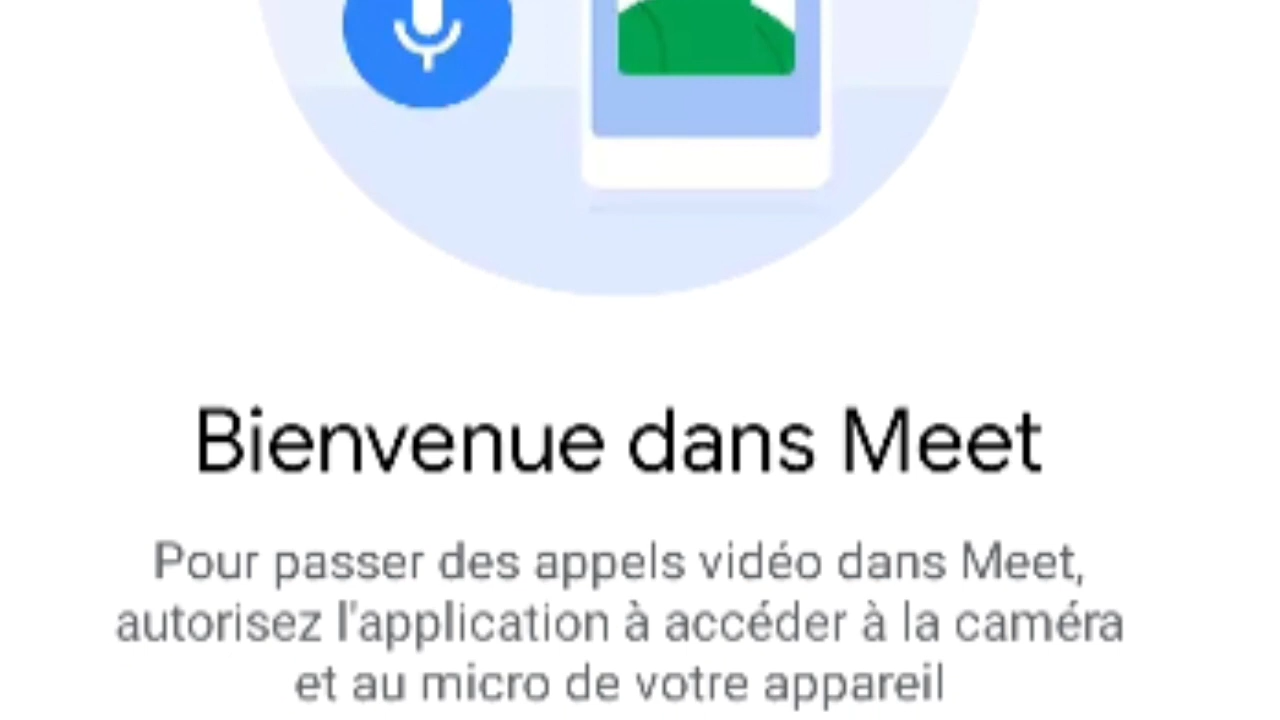 Bienvenue dans Meet
Pour passer des appels vidéo dans Meet,
autorisez l'application à accéder à la caméra
et au micro de votre appareil